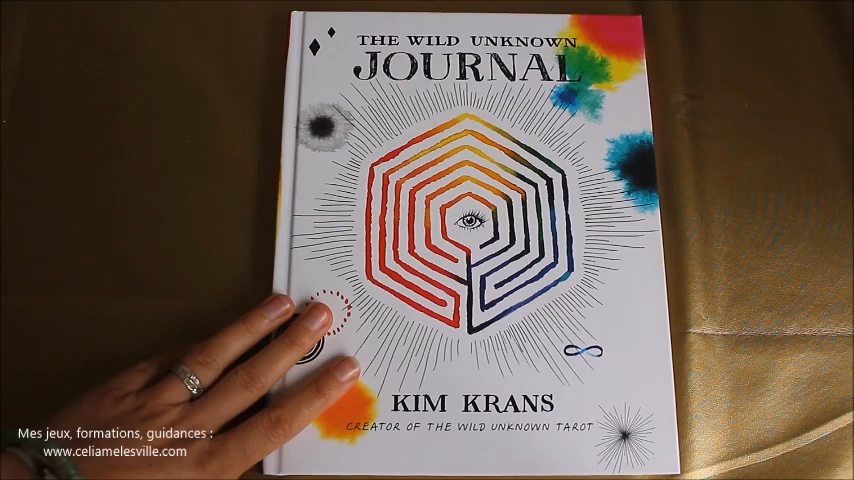 THE WILD UNKNOWN
JOURNAL
KIM KRANS
CREATOR OF THE WILD UNKNOWN TAROT
Mes jeux, formations, guidances :
www.celiamelesville.com